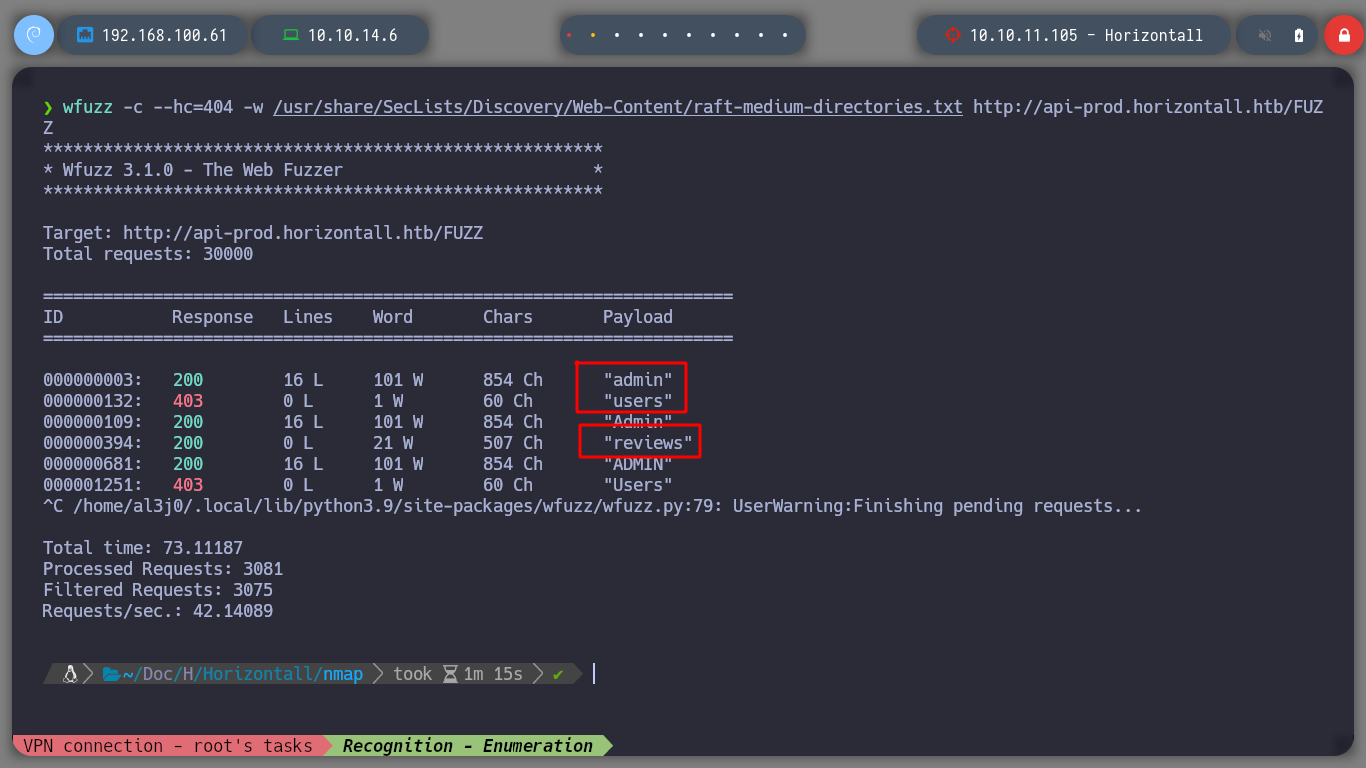 192.168.100.61 10.10.14.6 10.10.11.105 - Horizontall
❯ wfuzz -c --hc=404 -w /usr/share/SecLists/Discovery/Web-Content/raft-medium-directories.txt http://api-prod.horizontall.htb/FUZ
Z
********************************************************
* Wfuzz 3.1.0 - The Web Fuzzer                         *
********************************************************
Target: http://api-prod.horizontall.htb/FUZZ
Total requests: 30000
=====================================================================
ID           Response   Lines    Word       Chars       Payload
=====================================================================
000000003:   200        16 L     101 W      854 Ch      "admin"
000000132:   403        0 L      1 W        60 Ch       "users"
000000109:   200        16 L     101 W      854 Ch      "Admin"
000000394:   200        0 L      21 W       507 Ch      "reviews"
000000681:   200        16 L     101 W      854 Ch      "ADMIN"
000001251:   403        0 L      1 W        60 Ch       "Users"
^C /home/al3j0/.local/lib/python3.9/site-packages/wfuzz/wfuzz.py:79: UserWarning:Finishing pending requests...
Total time: 73.11187
Processed Requests: 3081
Filtered Requests: 3075
Requests/sec.: 42.14089
~/Doc/H/Horizontall/nmap took 1m 15s ✔
VPN connection - root's tasks Recognition - Enumeration